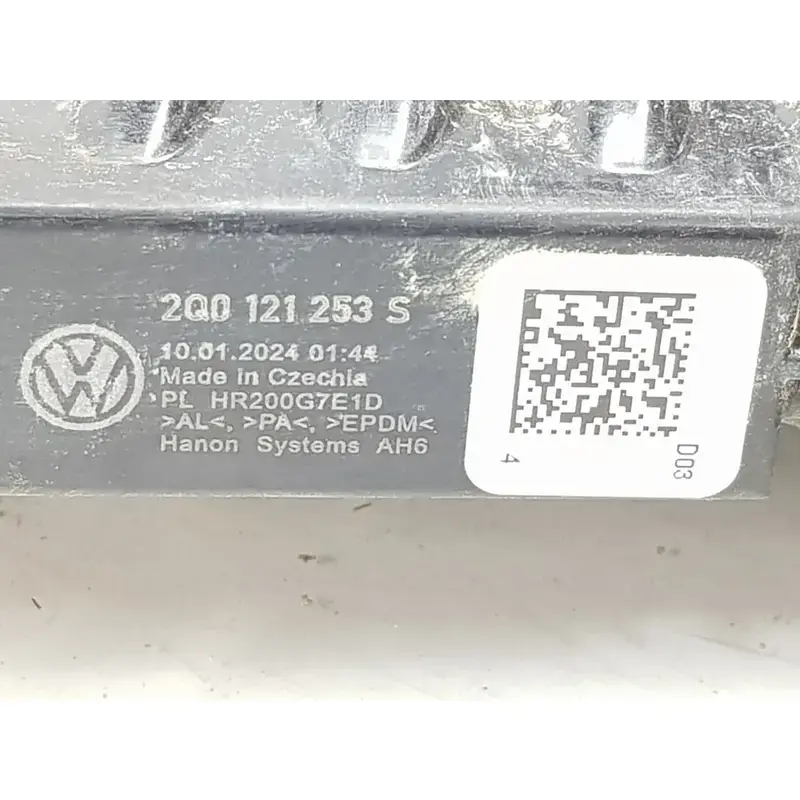 2Q0 121 253 S
10.01.2024 01:44
Made in Czechia
PL HR200G7E1D
>AL<, >PA<, >EPDM<
Hanon Systems AH6
VW
D03
4